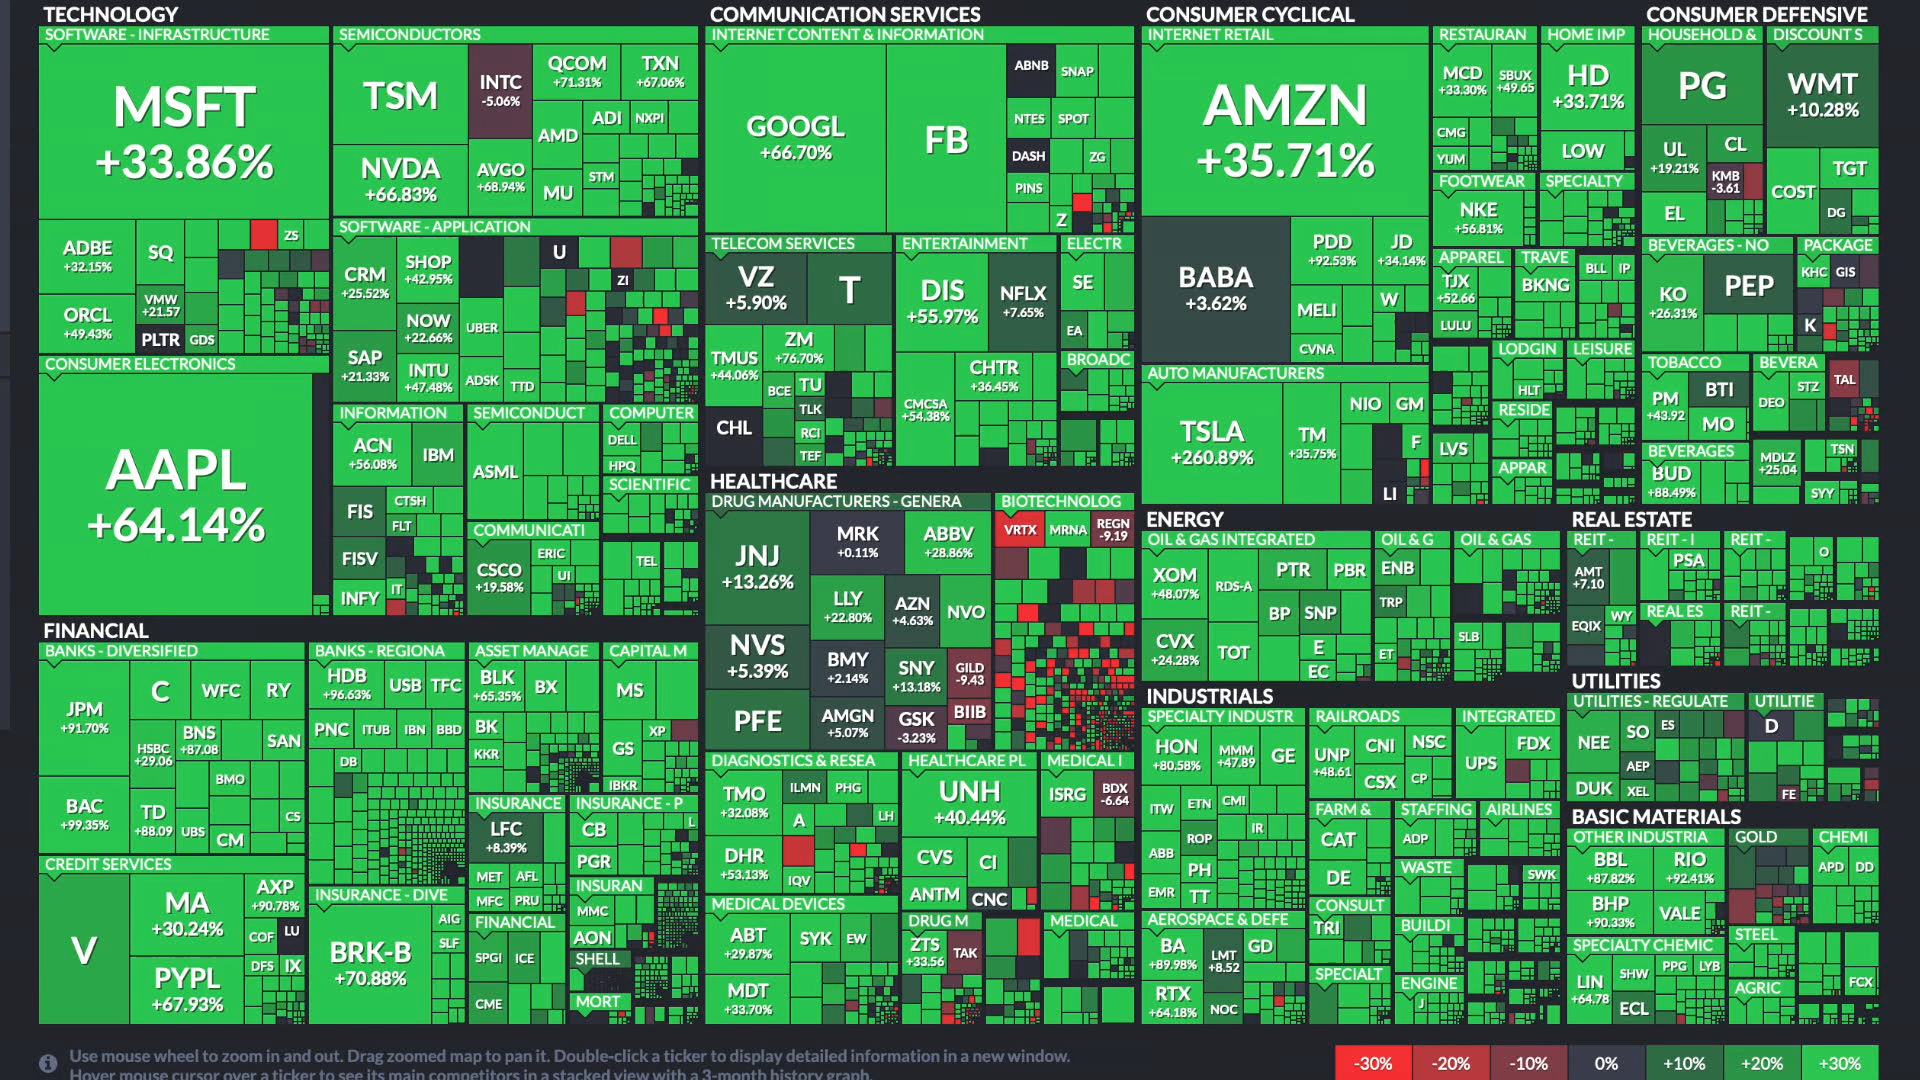 TECHNOLOGY
SOFTWARE - INFRASTRUCTURE
MSFT
+33.86%
ADBE
+32.15%
SQ
ZS
ORCL
+49.43%
VMW
+21.57
PLTR
GDS
CONSUMER ELECTRONICS
AAPL
+64.14%
SEMICONDUCTORS
TSM
INTC
-5.06%
QCOM
+71.31%
TXN
+67.06%
NVDA
+66.83%
AVGO
+68.94%
AMD
ADI
NXPI
MU
STM
SOFTWARE - APPLICATION
CRM
+25.52%
SHOP
+42.95%
U
ZI
NOW
+22.66%
UBER
SAP
+21.33%
INTU
+47.48%
ADSK
TTD
INFORMATION
ACN
+56.08%
IBM
FIS
CTSH
FLT
FISV
INFY
IT
SEMICONDUCT
ASML
COMPUTER
DELL
HPQ
SCIENTIFIC
COMMUNICATI
CSCO
+19.58%
ERIC
UI
TEL
COMMUNICATION SERVICES
INTERNET CONTENT & INFORMATION
GOOGL
+66.70%
FB
ABNB
SNAP
NTES
SPOT
DASH
ZG
PINS
Z
TELECOM SERVICES
VZ
+5.90%
T
TMUS
+44.06%
ZM
+76.70%
BCE
TU
TLK
CHL
RCI
TEF
ENTERTAINMENT
DIS
+55.97%
NFLX
+7.65%
CMCSA
+54.38%
CHTR
+36.45%
ELECTR
SE
EA
BROADC
CONSUMER CYCLICAL
INTERNET RETAIL
AMZN
+35.71%
BABA
+3.62%
PDD
+92.53%
JD
+34.14%
MELI
W
CVNA
AUTO MANUFACTURERS
TSLA
+260.89%
TM
+35.75%
NIO
GM
F
LI
RESTAURAN
MCD
+33.30%
SBUX
+49.65
CMG
YUM
HOME IMP
HD
+33.71%
LOW
FOOTWEAR
NKE
+56.81%
SPECIALTY
APPAREL
TJX
+52.66
LULU
TRAVE
BKNG
BLL
IP
LODGIN
HLT
LEISURE
RESIDE
LVS
APPAR
CONSUMER DEFENSIVE
HOUSEHOLD &
PG
UL
+19.21%
CL
KMB
-3.61
EL
DISCOUNT S
WMT
+10.28%
TGT
COST
DG
BEVERAGES - NO
KO
+26.31%
PEP
PACKAGE
KHC
GIS
K
TOBACCO
PM
+43.92
BTI
MO
BEVERA
STZ
DEO
TAL
BEVERAGES
BUD
+88.49%
MDLZ
+25.04
TSN
SYY
HEALTHCARE
DRUG MANUFACTURERS - GENERA
JNJ
+13.26%
MRK
+0.11%
ABBV
+28.86%
LLY
+22.80%
AZN
+4.63%
NVO
NVS
+5.39%
BMY
+2.14%
SNY
+13.18%
GILD
-9.43
PFE
AMGN
+5.07%
GSK
-3.23%
BIIB
BIOTECHNOLOG
VRTX
MRNA
REGN
-9.19
DIAGNOSTICS & RESEA
TMO
+32.08%
ILMN
PHG
A
LH
DHR
+53.13%
IQV
HEALTHCARE PL
UNH
+40.44%
CVS
CI
ANTM
CNC
MEDICAL I
ISRG
BDX
-6.64
MEDICAL DEVICES
ABT
+29.87%
SYK
EW
MDT
+33.70%
DRUG M
ZTS
+33.56
TAK
MEDICAL
FINANCIAL
BANKS - DIVERSIFIED
JPM
+91.70%
C
WFC
RY
HSBC
+29.06
BNS
+87.08
SAN
BAC
+99.35%
BMO
TD
+88.09
UBS
CM
CS
CREDIT SERVICES
V
MA
+30.24%
AXP
+90.78%
COF
LU
PYPL
+67.93%
DFS
IX
BANKS - REGIONA
HDB
+96.63%
USB
TFC
PNC
ITUB
IBN
BBD
DB
INSURANCE - DIVE
BRK-B
+70.88%
AIG
SLF
ASSET MANAGE
BLK
+65.35%
BX
BK
KKR
CAPITAL M
MS
XP
GS
IBKR
INSURANCE
LFC
+8.39%
MET
AFL
MFC
PRU
INSURANCE - P
CB
L
PGR
INSURAN
MMC
AON
FINANCIAL
SPGI
ICE
CME
SHELL
MORT
ENERGY
OIL & GAS INTEGRATED
XOM
+48.07%
RDS-A
PTR
PBR
BP
SNP
CVX
+24.28%
TOT
E
EC
OIL & G
ENB
TRP
ET
OIL & GAS
SLB
REAL ESTATE
REIT -
AMT
+7.10
EQIX
WY
REIT - I
PSA
REIT -
O
REAL ES
REIT -
INDUSTRIALS
SPECIALTY INDUSTR
HON
+80.58%
MMM
+47.89
GE
ITW
ETN
CMI
ROP
IR
ABB
PH
EMR
TT
RAILROADS
UNP
+48.61
CNI
NSC
CSX
CP
INTEGRATED
UPS
FDX
FARM &
CAT
DE
STAFFING
ADP
AIRLINES
WASTE
SWK
CONSULT
TRI
BUILDI
AEROSPACE & DEFE
BA
+89.98%
LMT
+8.52
GD
RTX
+64.18%
NOC
SPECIALT
ENGINE
J
UTILITIES
UTILITIES - REGULATE
NEE
SO
ES
AEP
DUK
XEL
UTILITIE
D
FE
BASIC MATERIALS
OTHER INDUSTRIA
BBL
+87.82%
RIO
+92.41%
BHP
+90.33%
VALE
GOLD
CHEMI
APD
DD
SPECIALTY CHEMIC
LIN
+64.78
SHW
PPG
LYB
ECL
STEEL
AGRIC
FCX
Use mouse wheel to zoom in and out. Drag zoomed map to pan it. Double-click a ticker to display detailed information in a new window.
Hover mouse cursor over a ticker to see its main competitors in a stacked view with a 3-month history graph.
-30%
-20%
-10%
0%
+10%
+20%
+30%